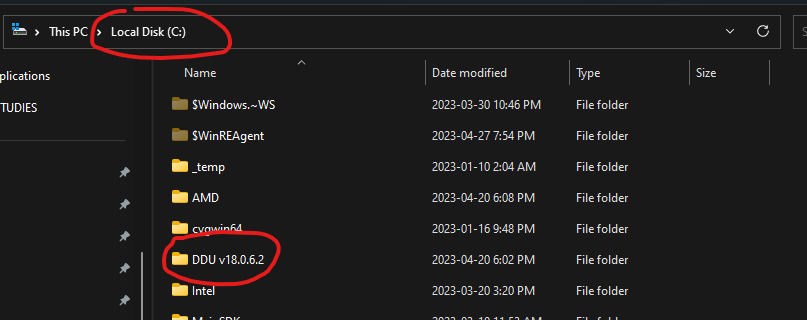 This PC > Local Disk (C:)
Name Date modified Type Size
plications
TUDIES
$Windows.~WS 2023-03-30 10:46 PM File folder
$WinREAgent 2023-04-27 7:54 PM File folder
_temp 2023-01-10 2:04 AM File folder
AMD 2023-04-20 6:08 PM File folder
cygwin64 2023-01-16 9:48 PM File folder
DDU v18.0.6.2 2023-04-20 6:02 PM File folder
Intel 2023-03-20 3:20 PM File folder